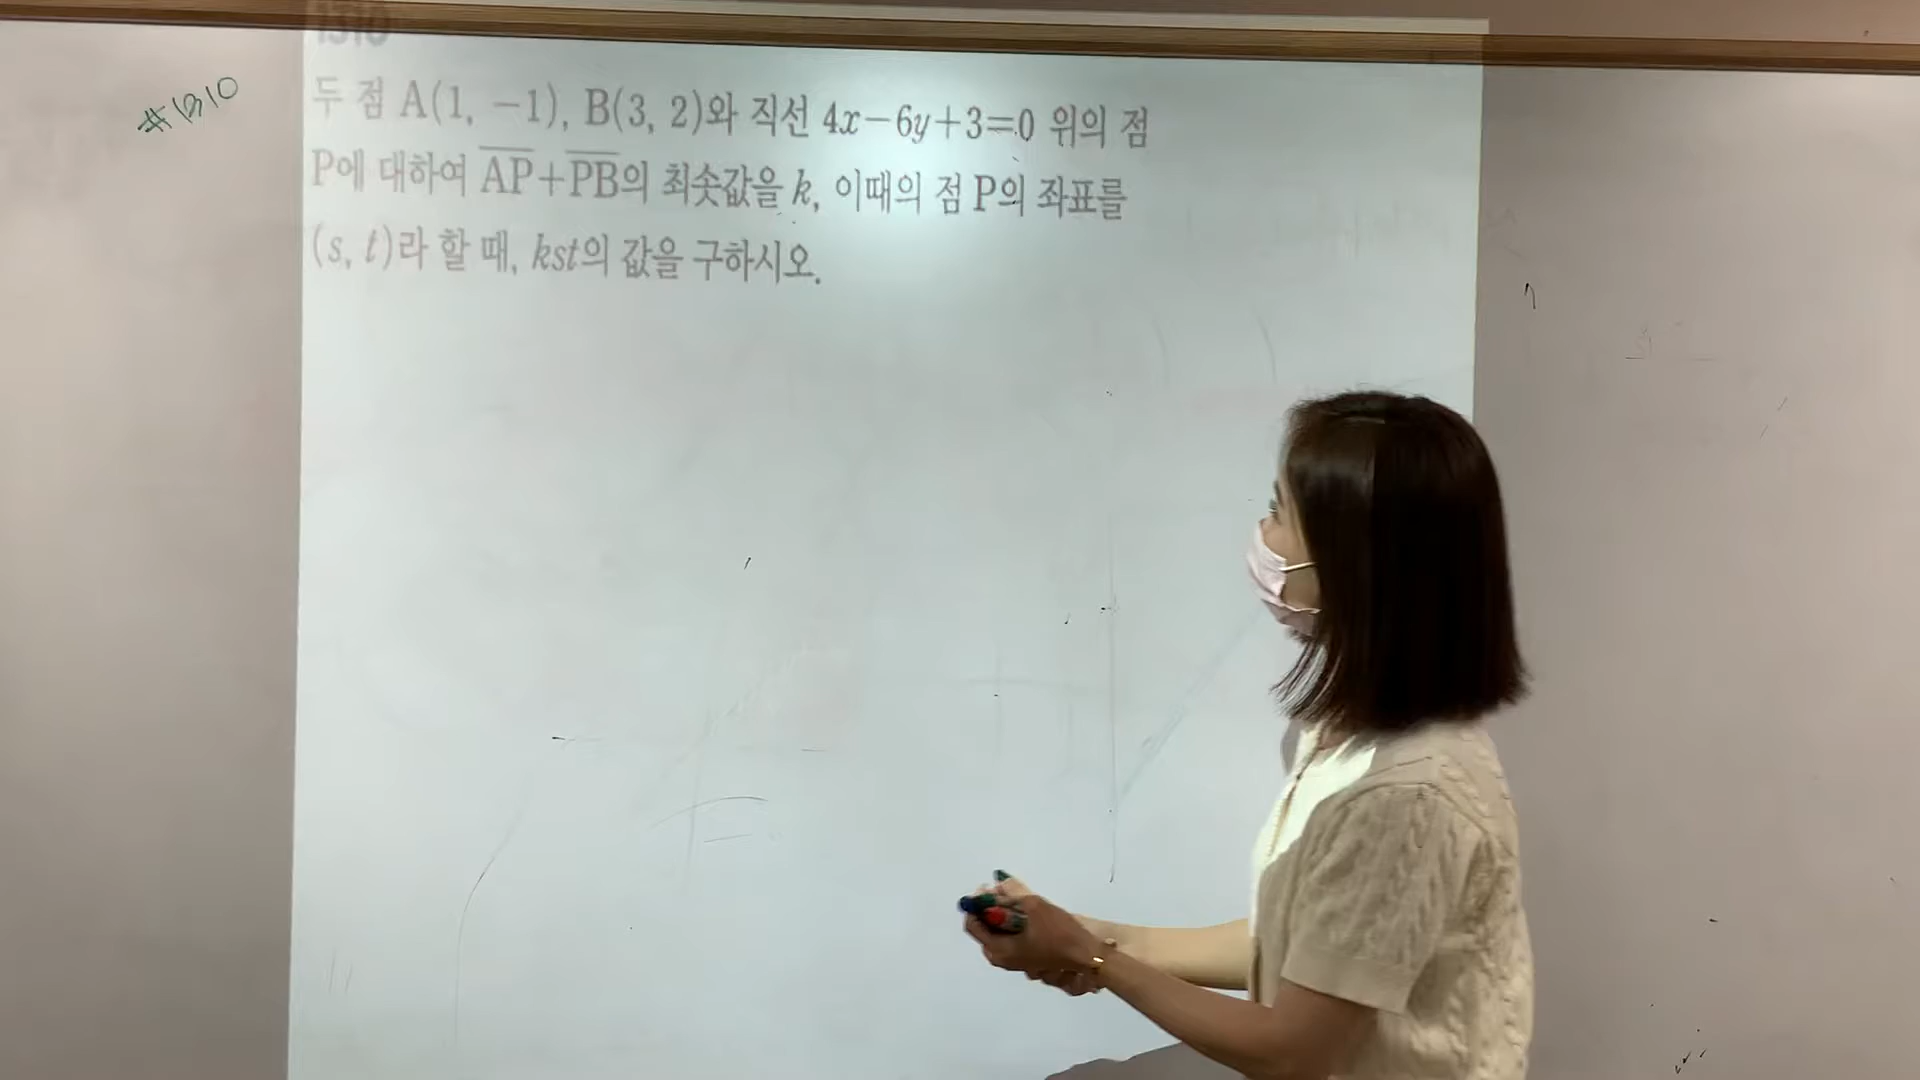 1310
#1310
두 점 A(1, −1), B(3, 2)와 직선 4x−6y+3=0 위의 점
P에 대하여 AP+PB의 최솟값을 k, 이때의 점 P의 좌표를
(s, t)라 할 때, kst의 값을 구하시오.